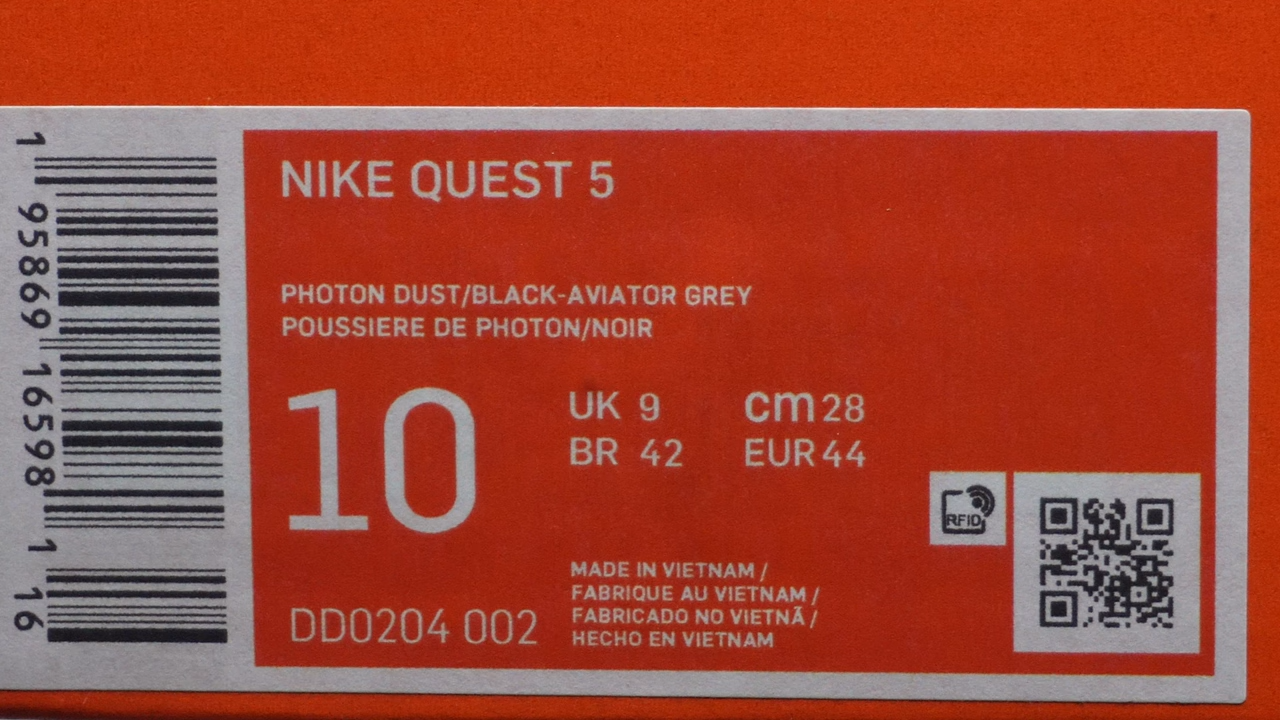 1 95869 16598 1 16
NIKE QUEST 5
PHOTON DUST/BLACK-AVIATOR GREY
POUSSIERE DE PHOTON/NOIR
10
UK 9 cm 28
BR 42 EUR 44
RFID
DD0204 002
MADE IN VIETNAM /
FABRIQUE AU VIETNAM /
FABRICADO NO VIETNÃ /
HECHO EN VIETNAM